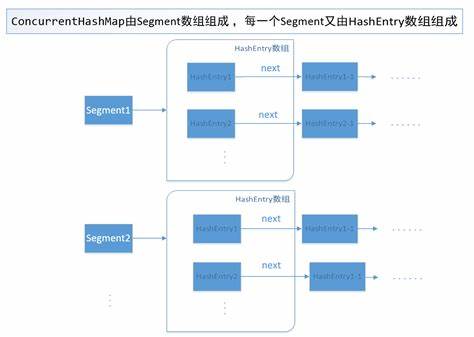 ConcurrentHashMap由Segment数组组成，每一个Segment又由HashEntry数组组成
HashEntry数组
HashEntry1 next HashEntry1-1 ······
Segment1
HashEntry2 next HashEntry2-1 ······
HashEntry数组
HashEntry1 next HashEntry1-1 ······
Segment2
HashEntry2 next HashEntry1-1 ······